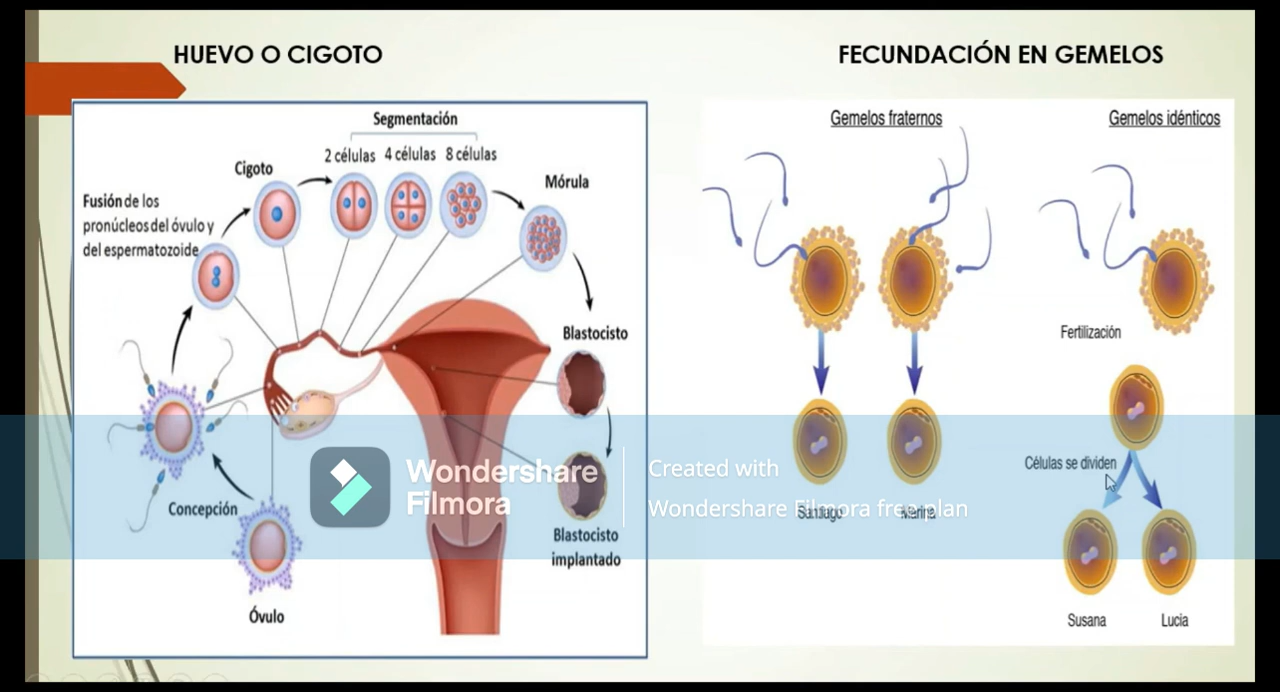 HUEVO O CIGOTO
FECUNDACIÓN EN GEMELOS
Segmentación
2 células 4 células 8 células
Cigoto
Mórula
Fusión de los
pronúcleos del óvulo y
del espermatozoide
Blastocisto
Concepción
Blastocisto
implantado
Óvulo
Gemelos fraternos
Gemelos idénticos
Fertilización
Células se dividen
Santiago
Susana
Lucia
Wondershare
Filmora
Created with
Wondershare Filmora free plan